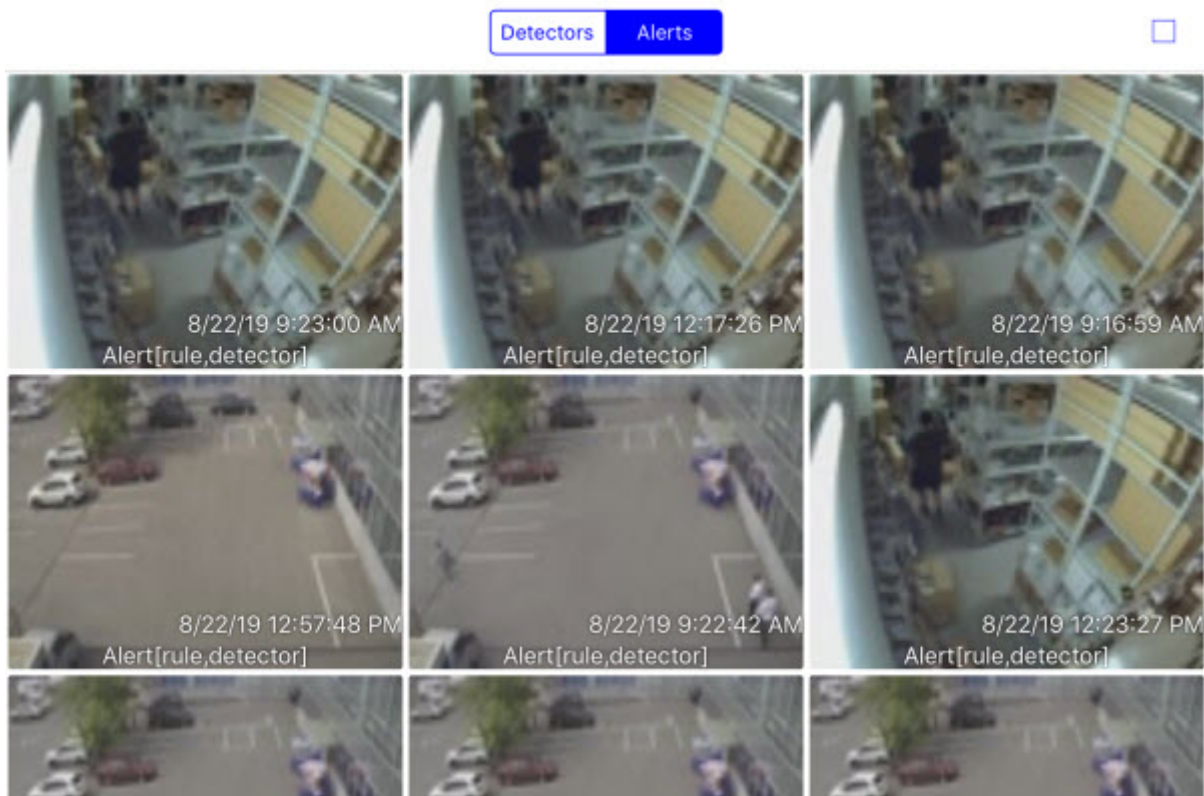 Detectors Alerts
8/22/19 9:23:00 AM
Alert[rule,detector]
8/22/19 12:17:26 PM
Alert[rule,detector]
8/22/19 9:16:59 AM
Alert[rule,detector]
8/22/19 12:57:48 PM
Alert[rule,detector]
8/22/19 9:22:42 AM
Alert[rule,detector]
8/22/19 12:23:27 PM
Alert[rule,detector]